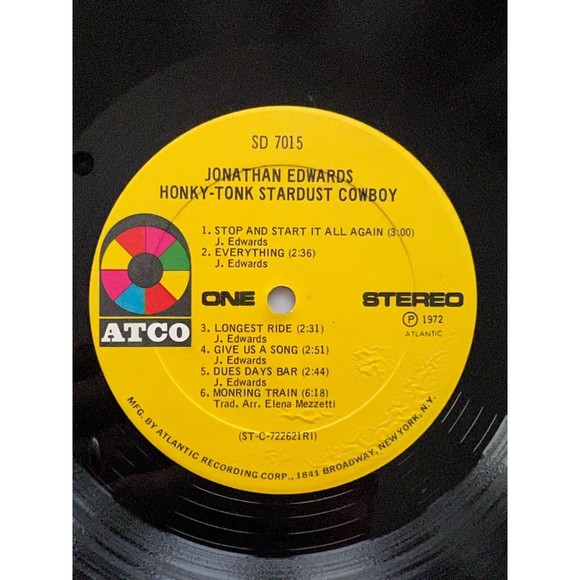 SD 7015
JONATHAN EDWARDS
HONKY-TONK STARDUST COWBOY
1. STOP AND START IT ALL AGAIN (3:00)
J. Edwards
2. EVERYTHING (2:36)
J. Edwards
ATCO
ONE
STEREO
Ⓟ 1972
ATLANTIC
3. LONGEST RIDE (2:31)
J. Edwards
4. GIVE US A SONG (2:51)
J. Edwards
5. DUES DAYS BAR (2:44)
J. Edwards
6. MONRING TRAIN (6:18)
Trad. Arr. Elena Mezzetti
(ST-C-722621RI)
MFG. BY ATLANTIC RECORDING CORP., 1841 BROADWAY, NEW YORK, N.Y.